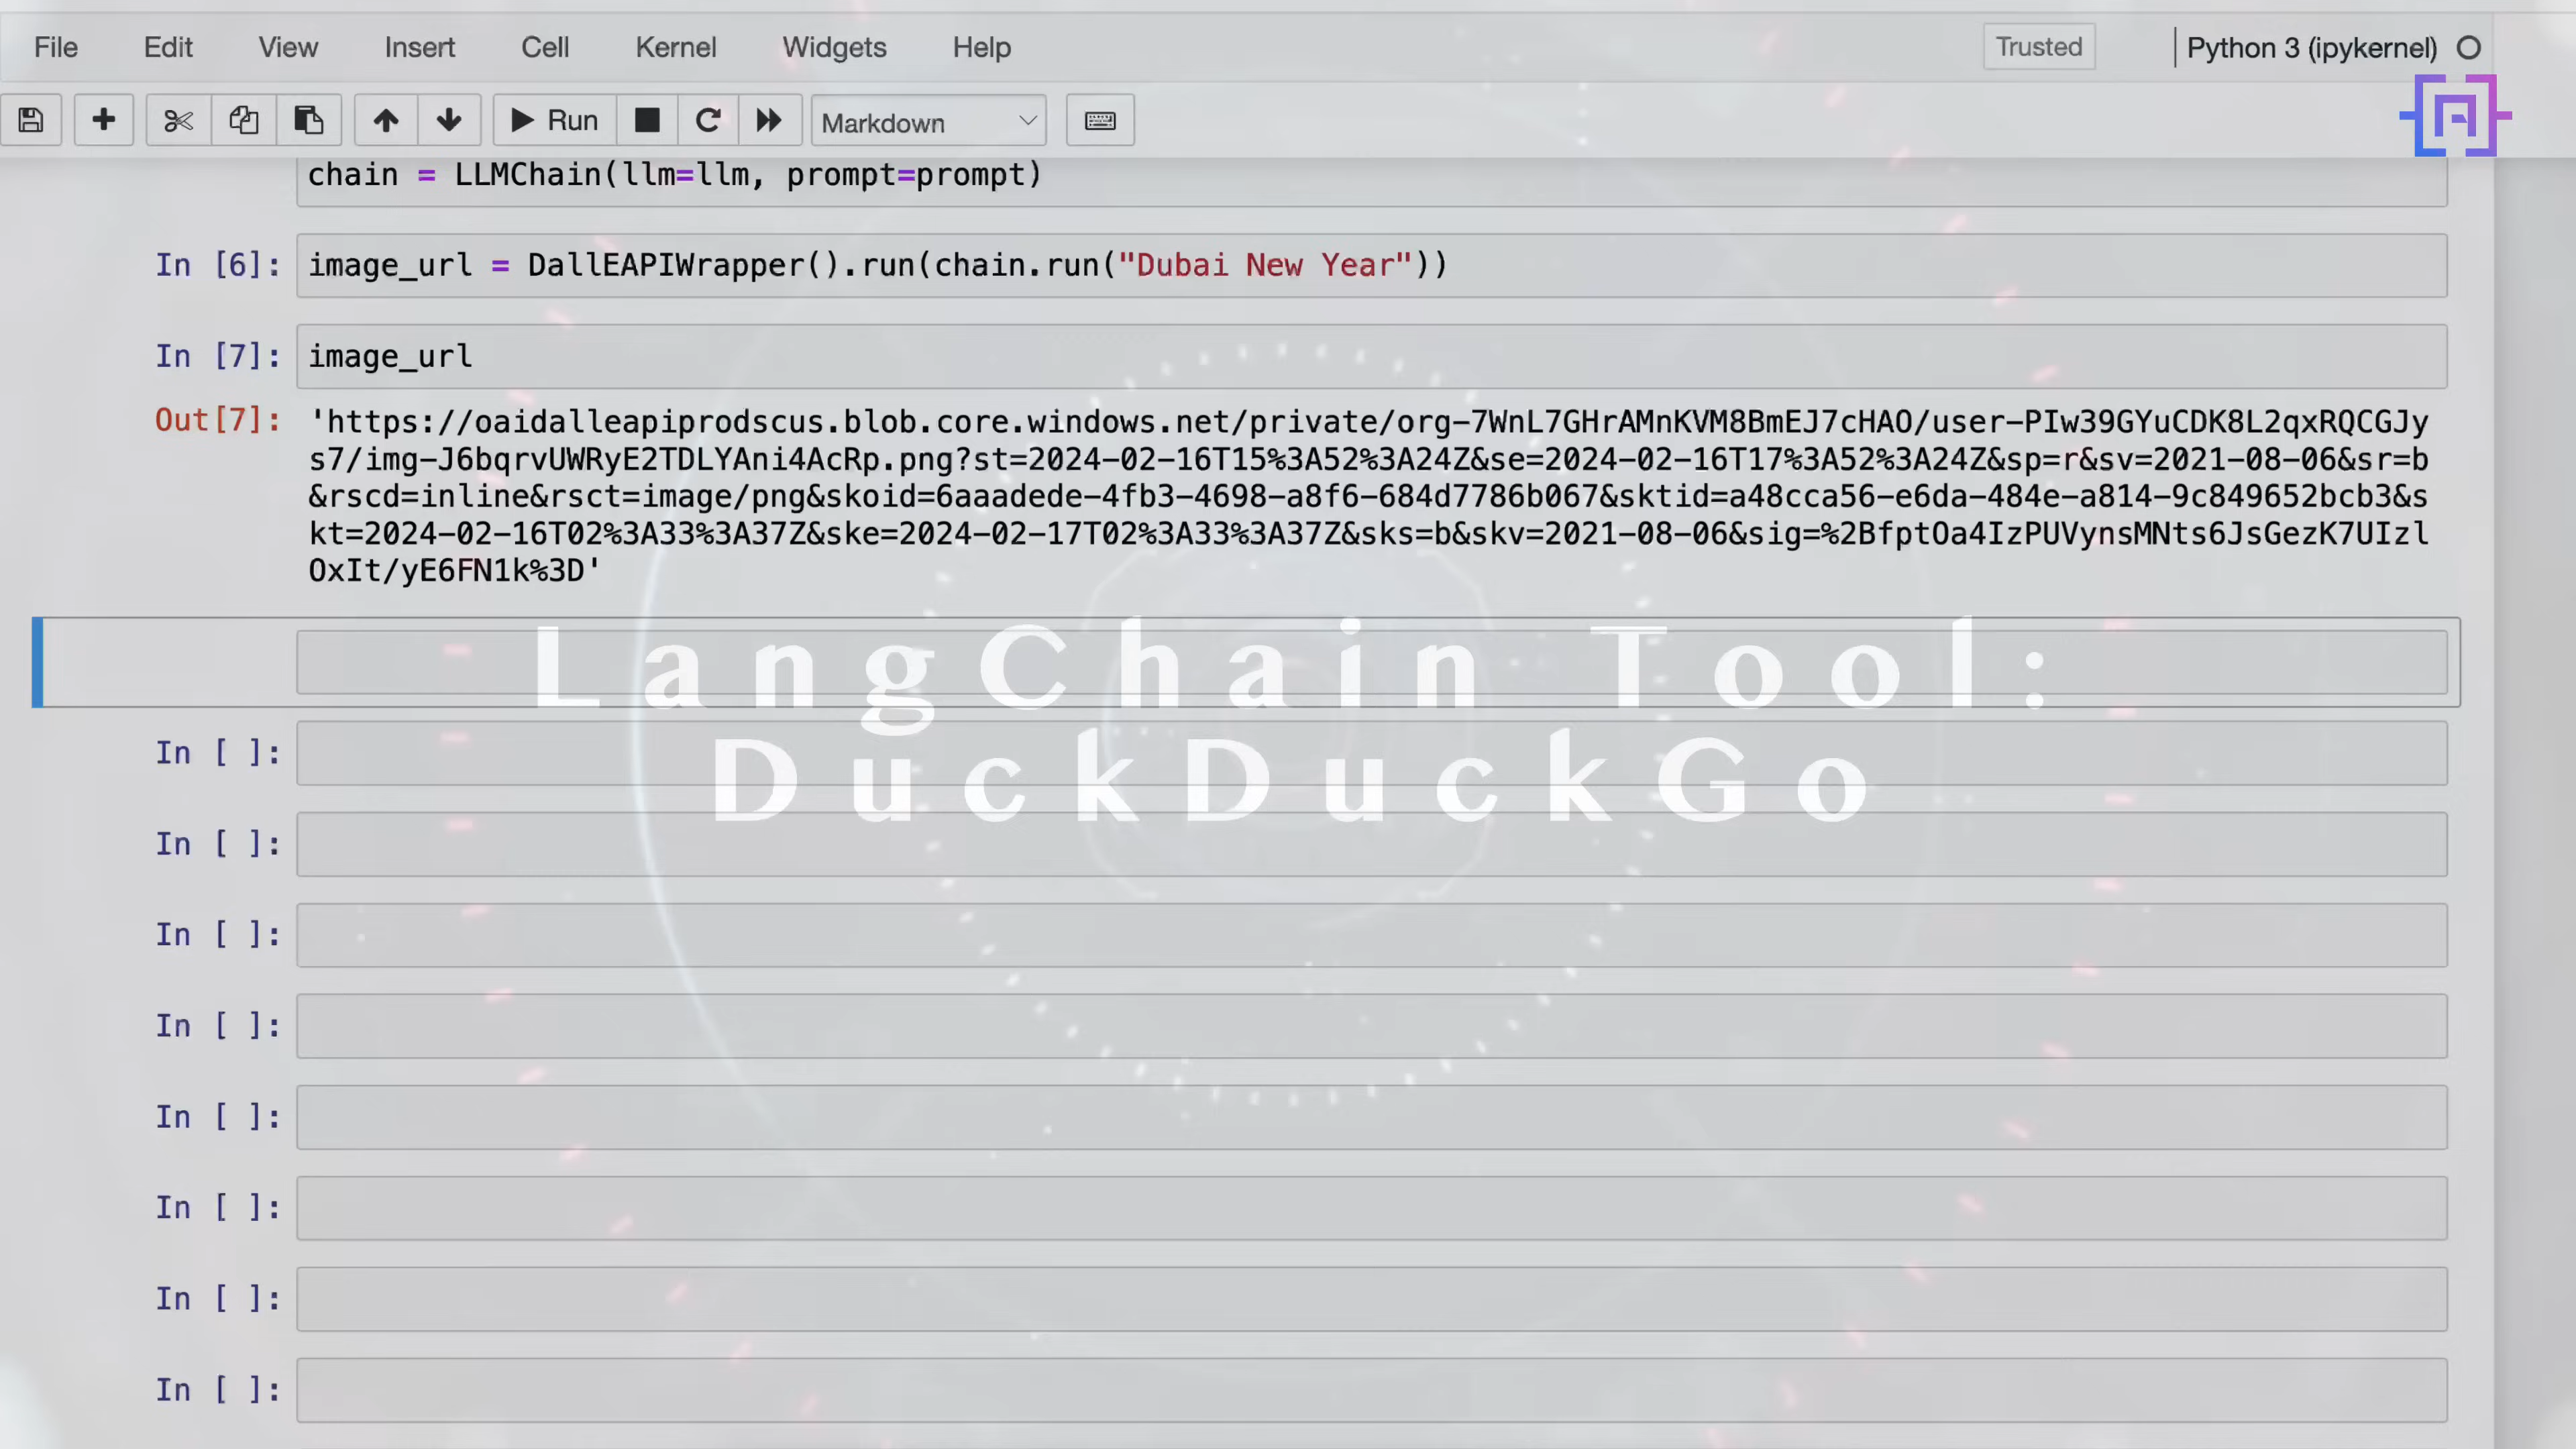 File Edit View Insert Cell Kernel Widgets Help Trusted Python 3 (ipykernel)
Run Markdown
chain = LLMChain(llm=llm, prompt=prompt)
In [6]: image_url = DallEAPIWrapper().run(chain.run("Dubai New Year"))
In [7]: image_url
Out[7]: 'https://oaidalleapiprodscus.blob.core.windows.net/private/org-7WnL7GHrAMnKVM8BmEJ7cHAO/user-PIw39GYuCDK8L2qxRQCGJy
s7/img-J6bqrvUWRyE2TDLYAni4AcRp.png?st=2024-02-16T15%3A52%3A24Z&se=2024-02-16T17%3A52%3A24Z&sp=r&sv=2021-08-06&sr=b
&rscd=inline&rsct=image/png&skoid=6aaadede-4fb3-4698-a8f6-684d7786b067&sktid=a48cca56-e6da-484e-a814-9c849652bcb3&s
kt=2024-02-16T02%3A33%3A37Z&ske=2024-02-17T02%3A33%3A37Z&sks=b&skv=2021-08-06&sig=%2BfptOa4IzPUVynsMNts6JsGezK7UIzl
OxIt/yE6FN1k%3D'
LangChain Tool:
DuckDuckGo
In [ ]:
In [ ]:
In [ ]:
In [ ]:
In [ ]:
In [ ]:
In [ ]:
In [ ]: